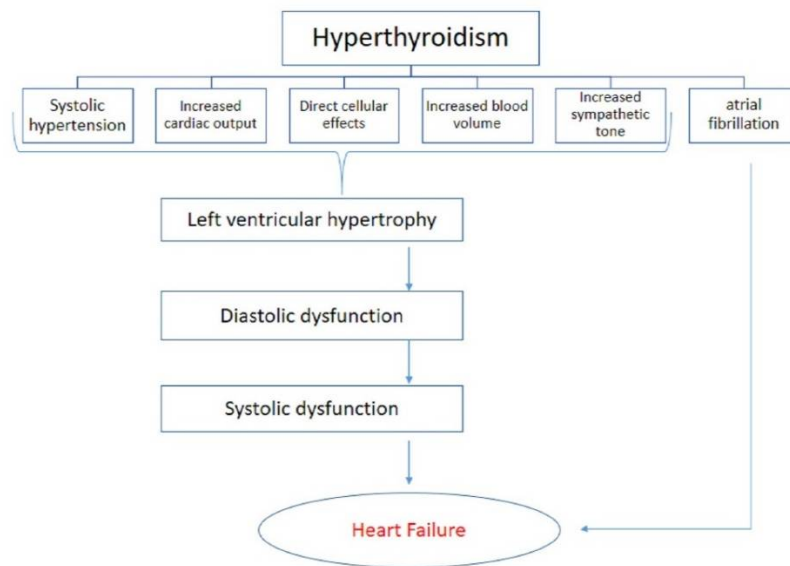 Hyperthyroidism
Systolic
hypertension
Increased
cardiac output
Direct cellular
effects
Increased blood
volume
Increased
sympathetic
tone
atrial
fibrillation
Left ventricular hypertrophy
Diastolic dysfunction
Systolic dysfunction
Heart Failure